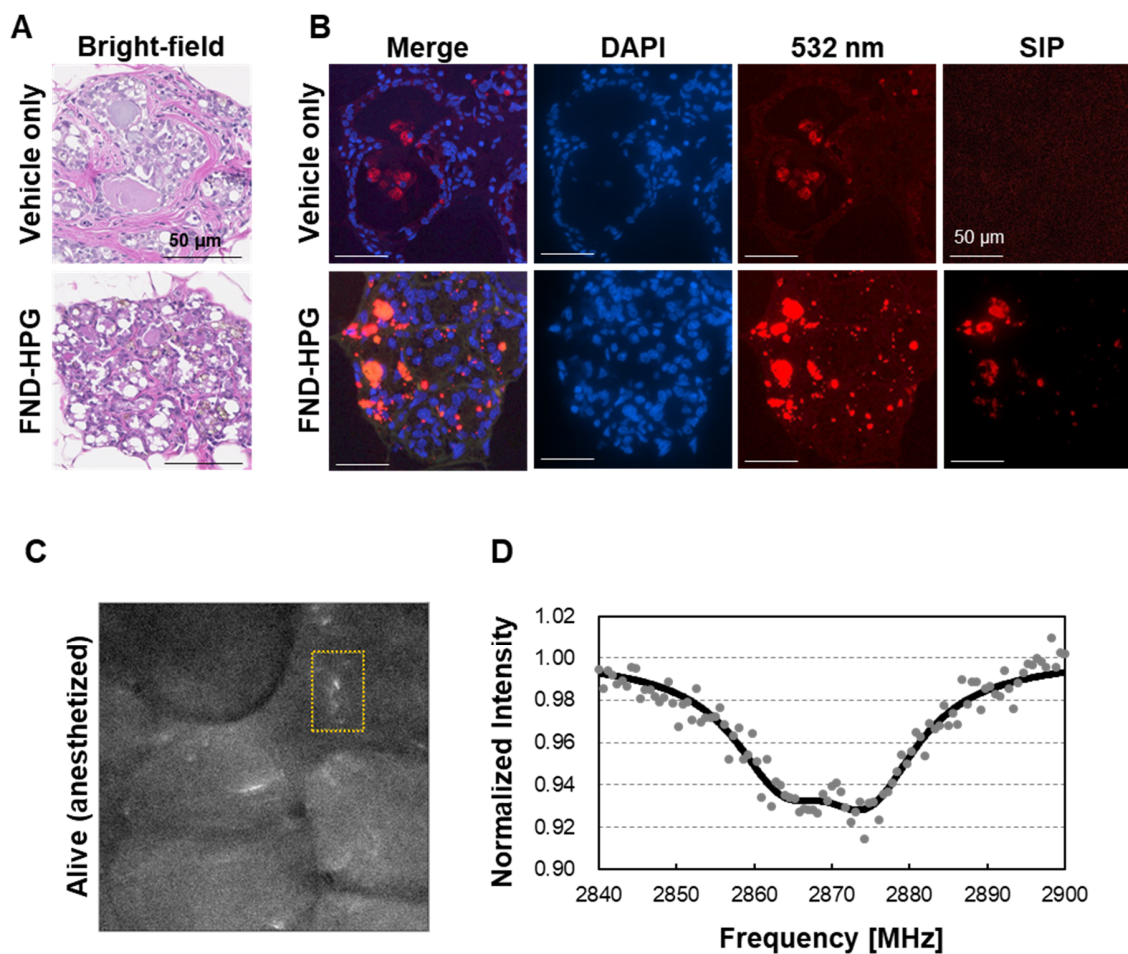 A
Bright-field
Vehicle only
50 µm
FND-HPG
B
Merge
DAPI
532 nm
SIP
Vehicle only
50 µm
FND-HPG
C
Alive (anesthetized)
D
Normalized Intensity
1.02
1.00
0.98
0.96
0.94
0.92
0.90
2840 2850 2860 2870 2880 2890 2900
Frequency [MHz]